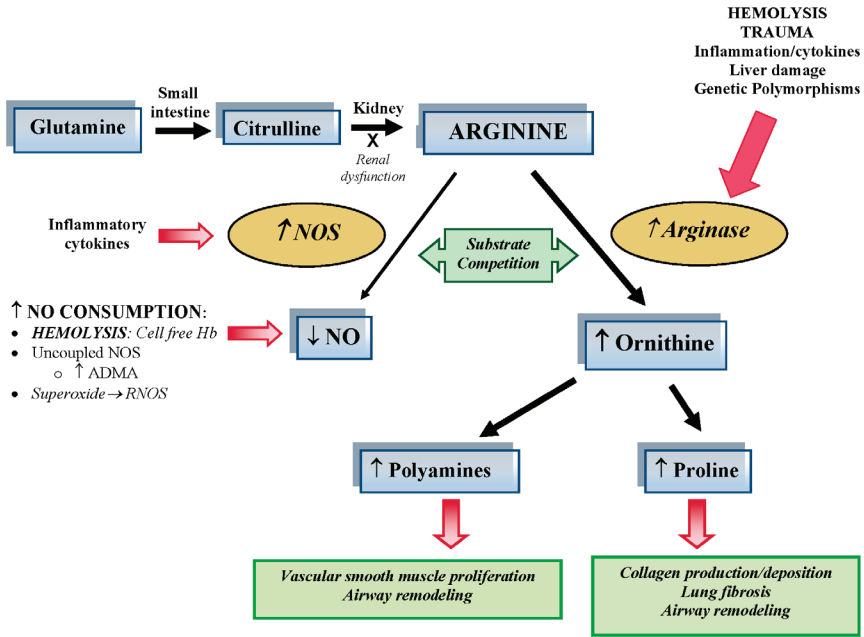 HEMOLYSIS
TRAUMA
Inflammation/cytokines
Liver damage
Genetic Polymorphisms
Small
intestine
Kidney
Glutamine
Citrulline
ARGININE
X
Renal
dysfunction
Inflammatory
cytokines
↑NOS
Substrate
Competition
↑Arginase
↑ NO CONSUMPTION:
• HEMOLYSIS: Cell free Hb
• Uncoupled NOS
o ↑ADMA
• Superoxide→RNOS
↓NO
↑ Ornithine
↑ Polyamines
↑ Proline
Vascular smooth muscle proliferation
Airway remodeling
Collagen production/deposition
Lung fibrosis
Airway remodeling